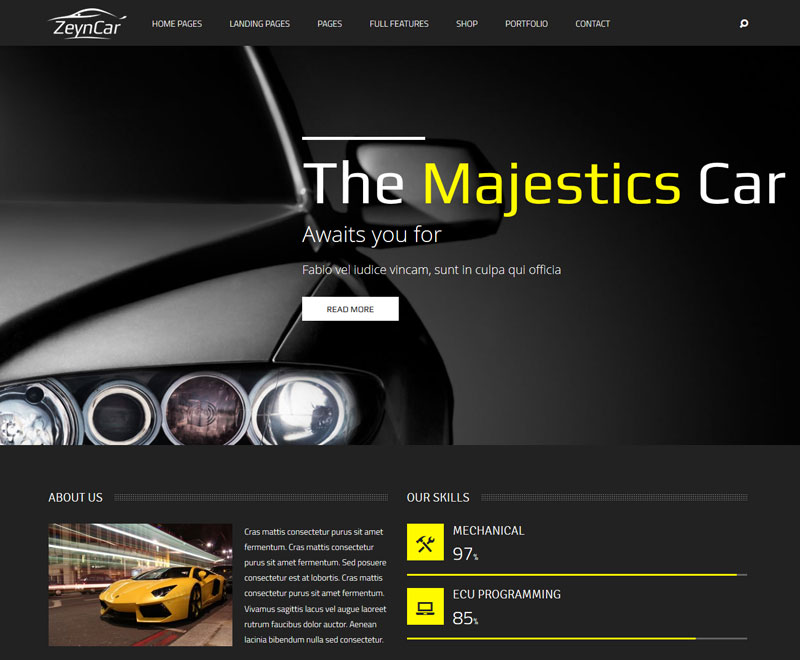 ZeynCar
HOME PAGES
LANDING PAGES
PAGES
FULL FEATURES
SHOP
PORTFOLIO
CONTACT
The Majestics Car
Awaits you for
Fabio vel iudice vincam, sunt in culpa qui officia
READ MORE
ABOUT US
Cras mattis consectetur purus sit amet
fermentum. Cras mattis consectetur
purus sit amet fermentum. Sed posuere
consectetur est at lobortis. Cras mattis
consectetur purus sit amet fermentum.
Vivamus sagittis lacus vel augue laoreet
rutrum faucibus dolor auctor. Aenean
lacinia bibendum nulla sed consectetur.
OUR SKILLS
MECHANICAL
97%
ECU PROGRAMMING
85%